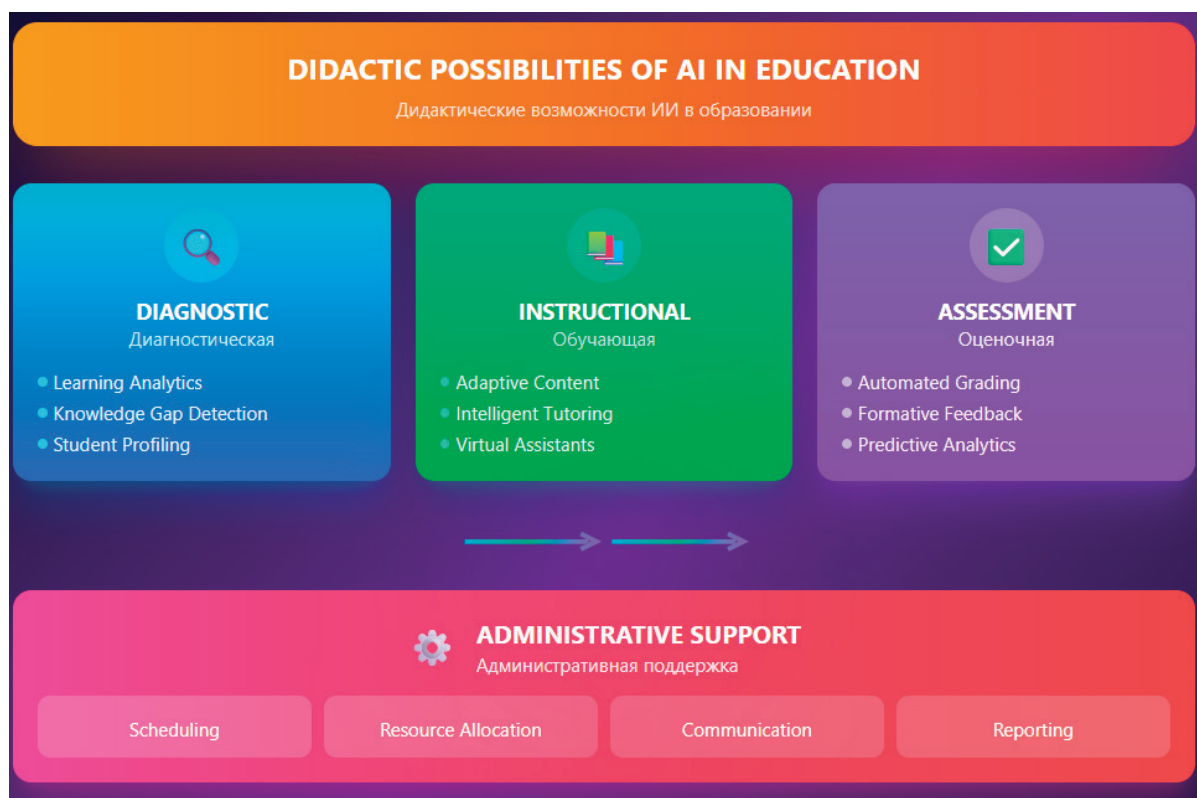 DIDACTIC POSSIBILITIES OF AI IN EDUCATION
Дидактические возможности ИИ в образовании
DIAGNOSTIC
Диагностическая
Learning Analytics
Knowledge Gap Detection
Student Profiling
INSTRUCTIONAL
Обучающая
Adaptive Content
Intelligent Tutoring
Virtual Assistants
ASSESSMENT
Оценочная
Automated Grading
Formative Feedback
Predictive Analytics
ADMINISTRATIVE SUPPORT
Административная поддержка
Scheduling
Resource Allocation
Communication
Reporting